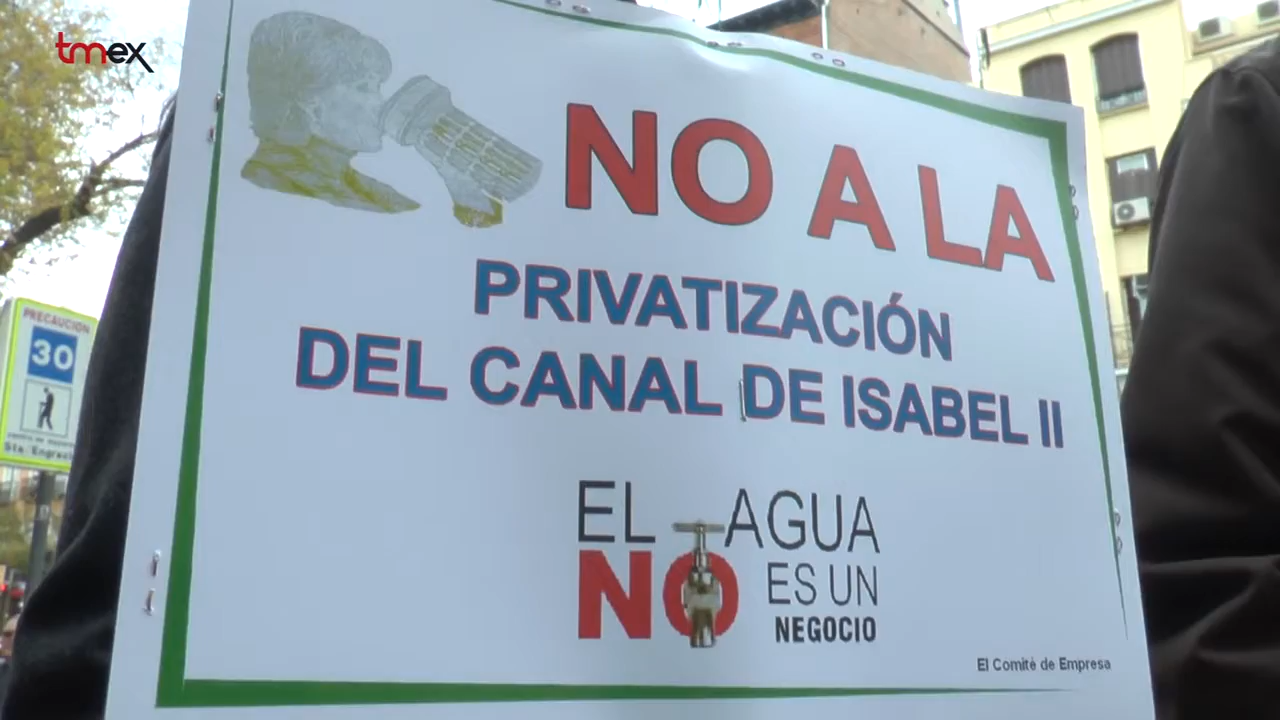 tmex
NO A LA
PRIVATIZACIÓN
DEL CANAL DE ISABEL II
EL AGUA
NO ES UN
NEGOCIO
El Comité de Empresa
PRECAUCIÓN
30